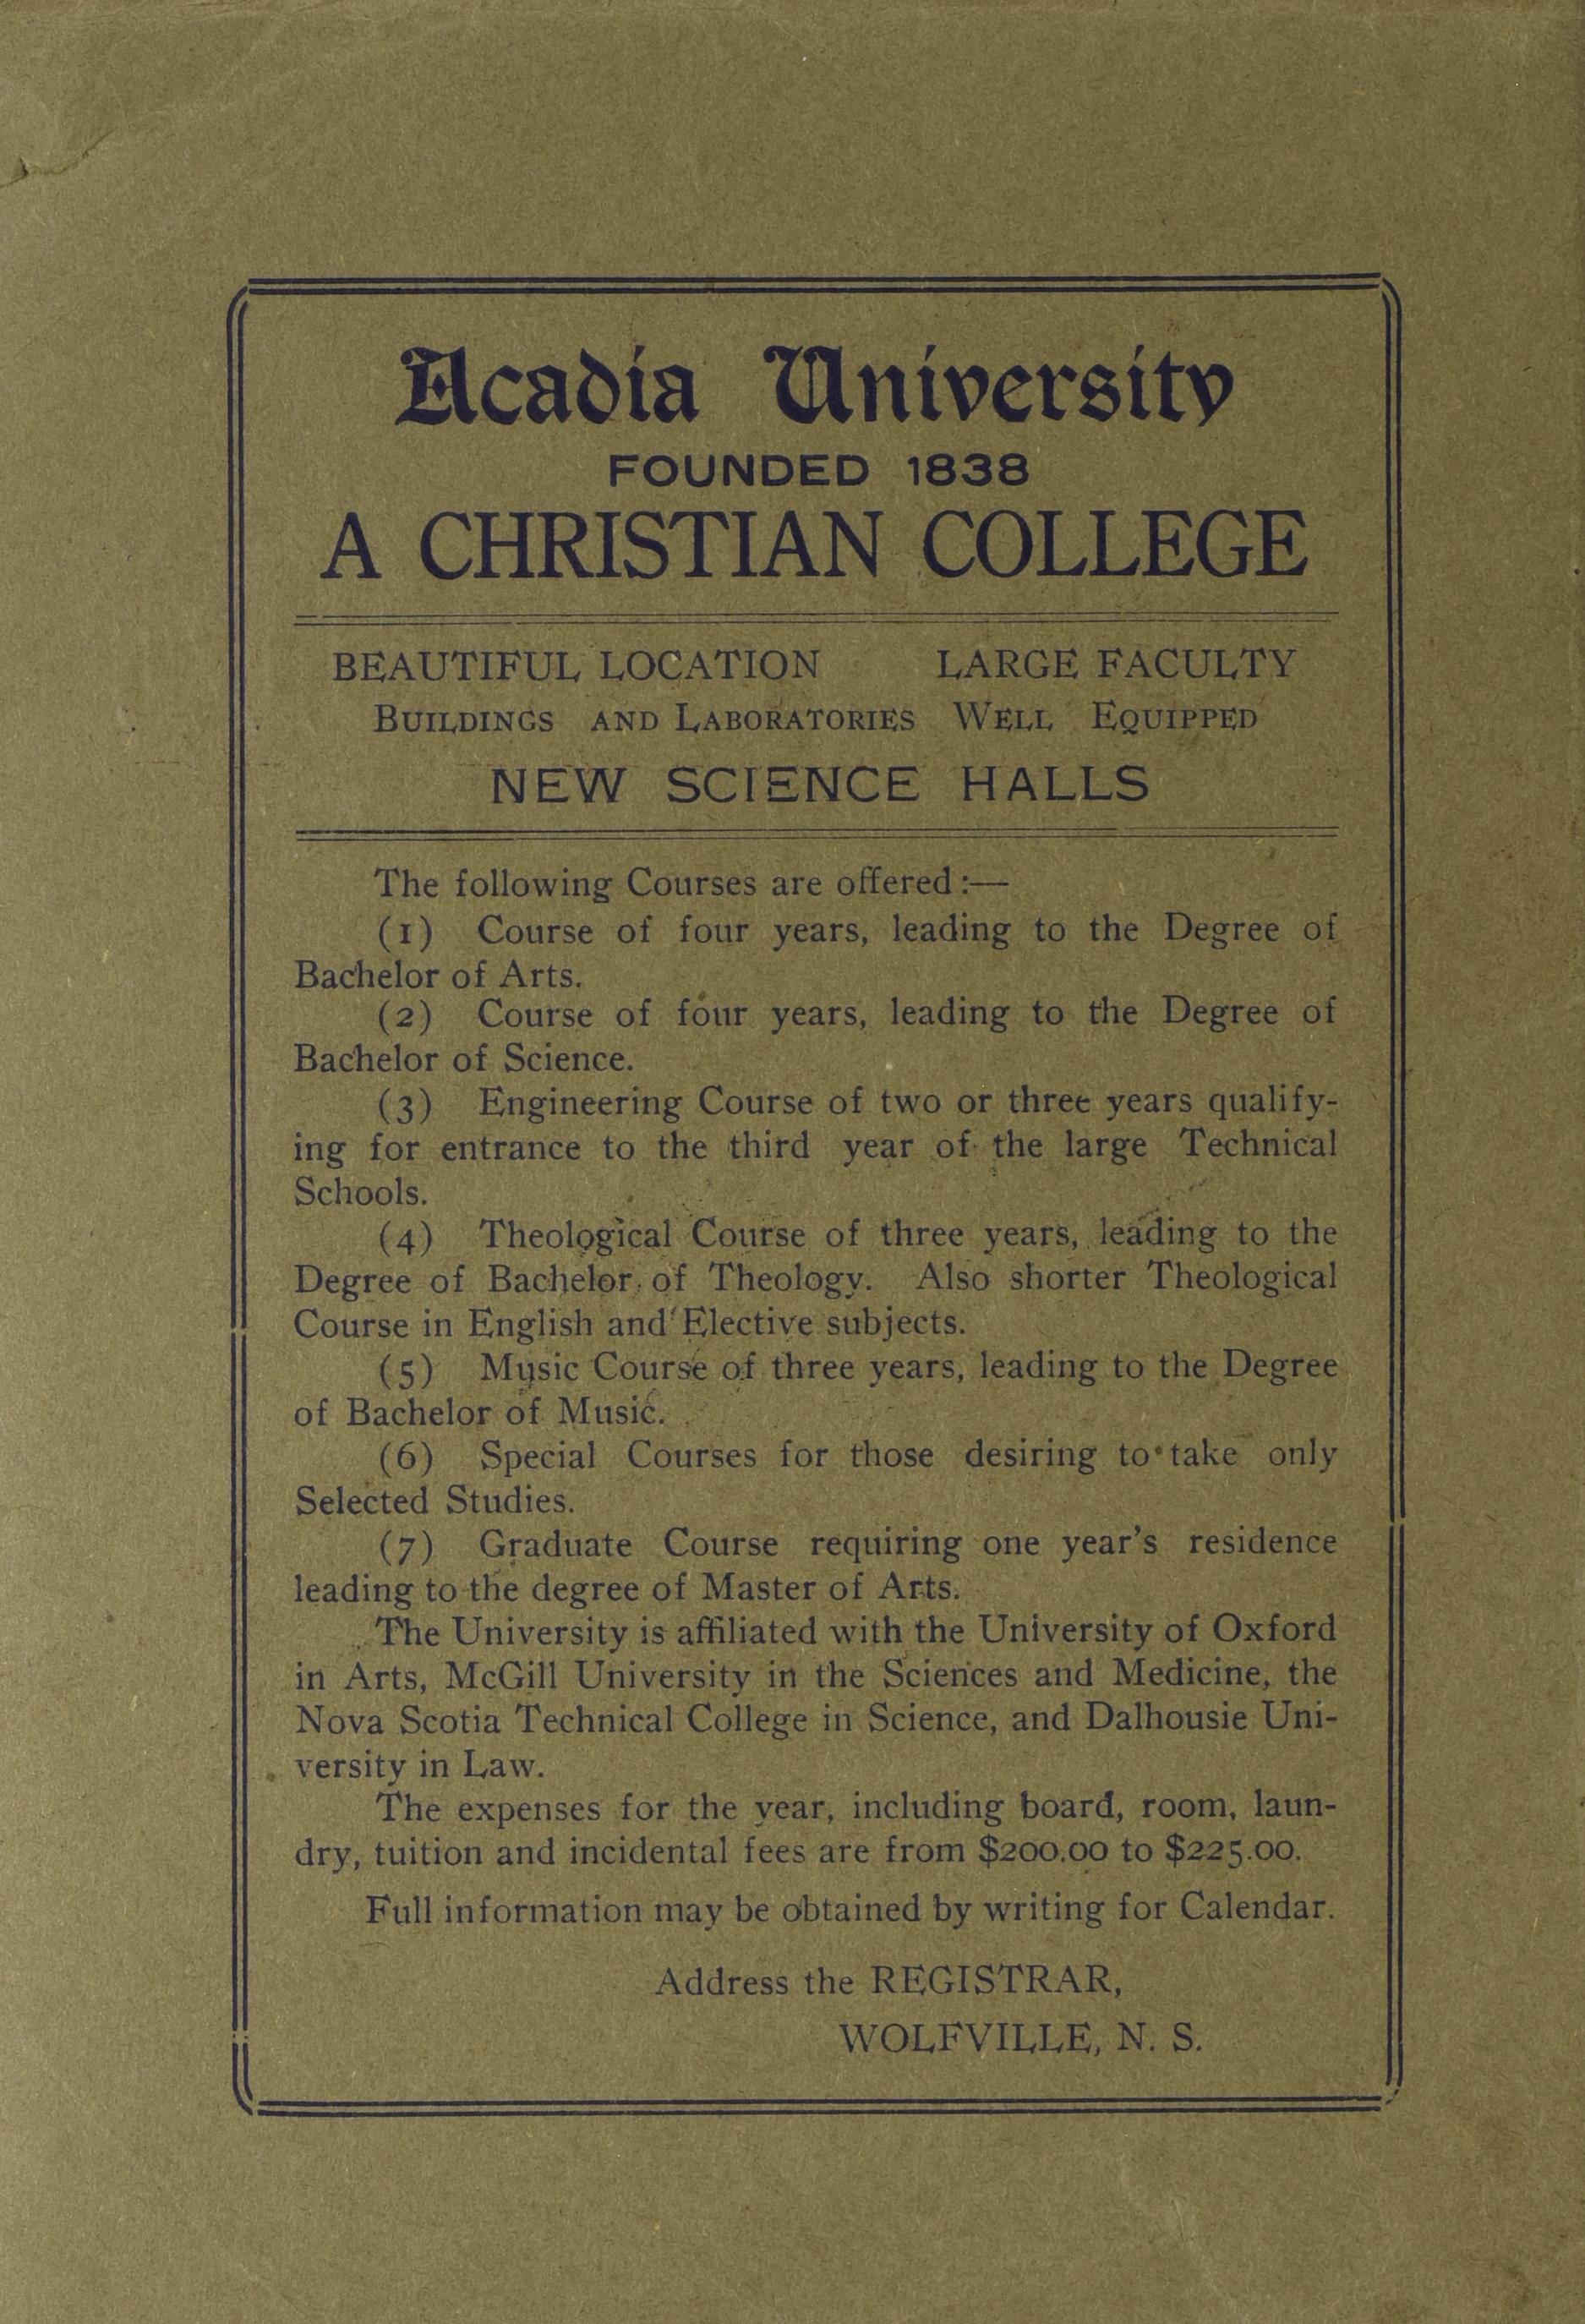 Acadia University
FOUNDED 1838
A CHRISTIAN COLLEGE
BEAUTIFUL LOCATION LARGE FACULTY
BUILDINGS AND LABORATORIES WELL EQUIPPED
NEW SCIENCE HALLS
The following Courses are offered:—
(1) Course of four years, leading to the Degree of
Bachelor of Arts.
(2) Course of four years, leading to the Degree of
Bachelor of Science.
(3) Engineering Course of two or three years qualify-
ing for entrance to the third year of the large Technical
Schools.
(4) Theological Course of three years, leading to the
Degree of Bachelor of Theology. Also shorter Theological
Course in English and Elective subjects.
(5) Music Course of three years, leading to the Degree
of Bachelor of Music.
(6) Special Courses for those desiring to take only
Selected Studies.
(7) Graduate Course requiring one year's residence
leading to the degree of Master of Arts.
The University is affiliated with the University of Oxford
in Arts, McGill University in the Sciences and Medicine, the
Nova Scotia Technical College in Science, and Dalhousie Uni-
versity in Law.
The expenses for the year, including board, room, laun-
dry, tuition and incidental fees are from $200.00 to $225.00.
Full information may be obtained by writing for Calendar.
Address the REGISTRAR,
WOLFVILLE, N. S.